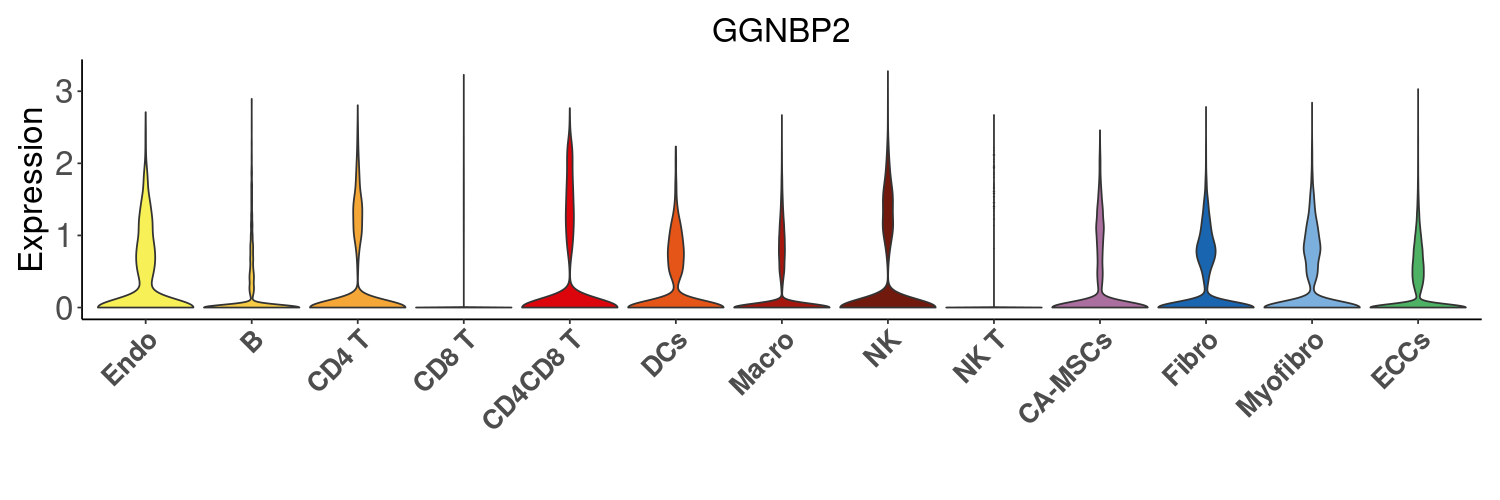 GGNBP2
Expression
3
2
1
0
Endo
B
CD4 T
CD8 T
CD4CD8 T
DCs
Macro
NK
NK T
CA-MSCs
Fibro
Myofibro
ECCs